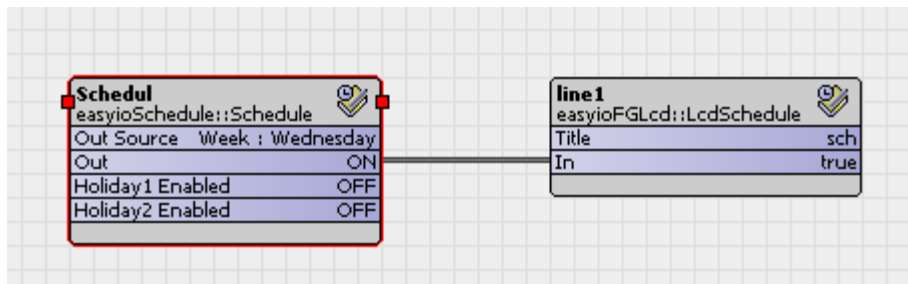 Schedul
easyioSchedule::Schedule
Out Source Week : Wednesday
Out ON
Holiday1 Enabled OFF
Holiday2 Enabled OFF
line1
easyioFGLcd::LcdSchedule
Title sch
In true